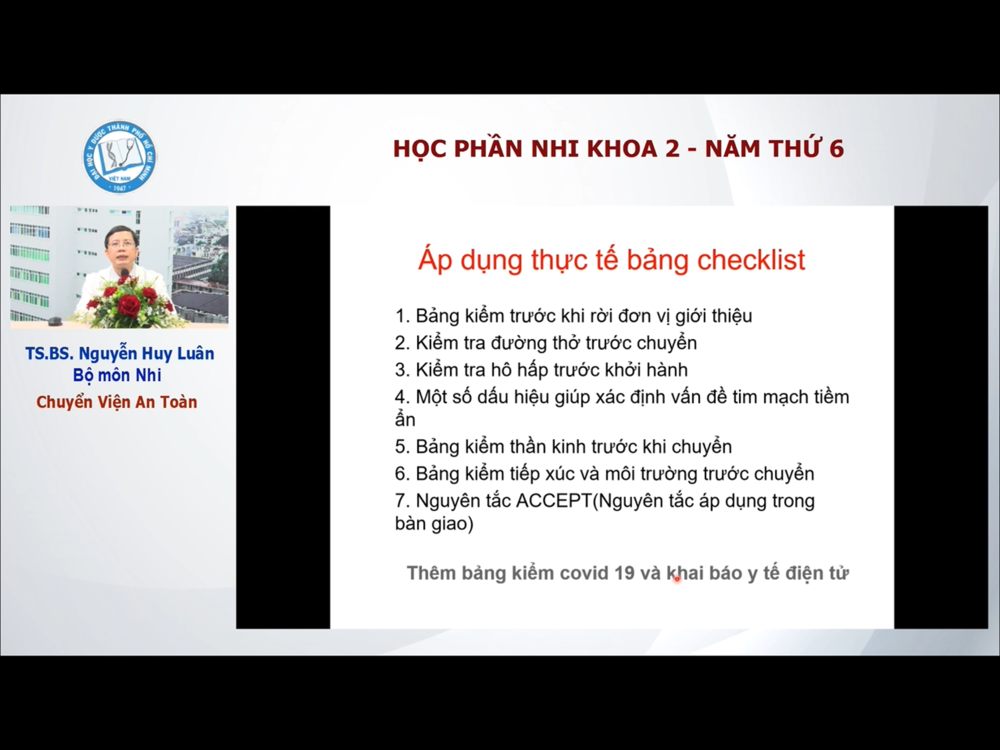 ĐẠI HỌC Y DƯỢC THÀNH PHỐ HỒ CHÍ MINH
VIỆT NAM
1947
HỌC PHẦN NHI KHOA 2 - NĂM THỨ 6
TS.BS. Nguyễn Huy Luân
Bộ môn Nhi
Chuyển Viện An Toàn
Áp dụng thực tế bảng checklist
1. Bảng kiểm trước khi rời đơn vị giới thiệu
2. Kiểm tra đường thở trước chuyển
3. Kiểm tra hô hấp trước khởi hành
4. Một số dấu hiệu giúp xác định vấn đề tim mạch tiềm
ẩn
5. Bảng kiểm thần kinh trước khi chuyển
6. Bảng kiểm tiếp xúc và môi trường trước chuyển
7. Nguyên tắc ACCEPT(Nguyên tắc áp dụng trong
bàn giao)
Thêm bảng kiểm covid 19 và khai báo y tế điện tử